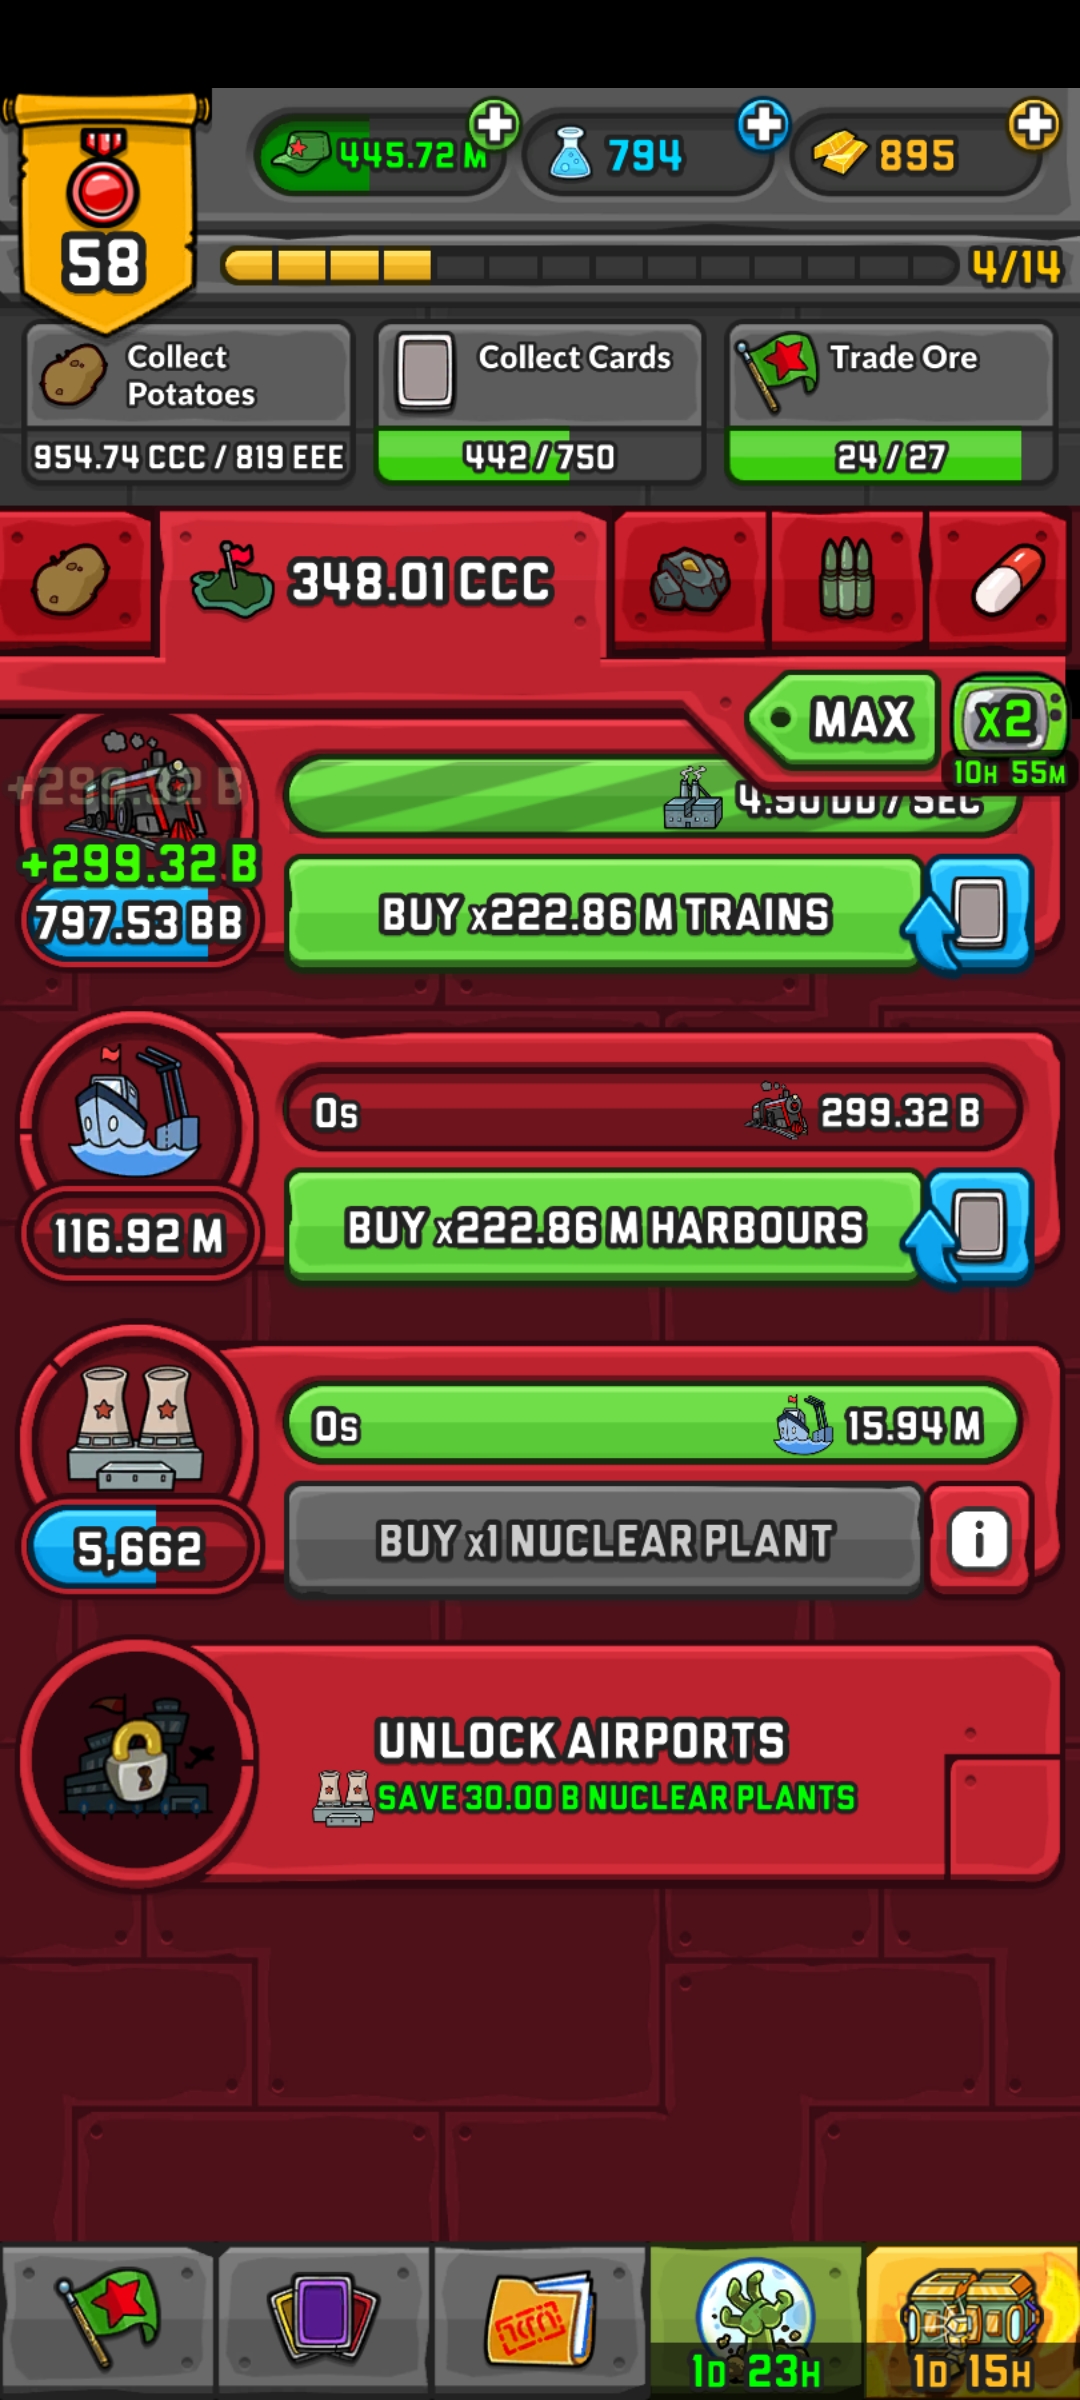 445.72 M
794
895
58
4/14
Collect
Potatoes
954.74 CCC / 819 EEE
Collect Cards
442/750
Trade Ore
24/27
348.01 CCC
MAX
x2
10H 55M
+299.32 B
/ SEC
+299.32 B
797.53 BB
BUY x222.86 M TRAINS
0s
299.32 B
116.92 M
BUY x222.86 M HARBOURS
0s
15.94 M
5,662
BUY x1 NUCLEAR PLANT
i
UNLOCK AIRPORTS
SAVE 30.00 B NUCLEAR PLANTS
1D 23H
1D 15H